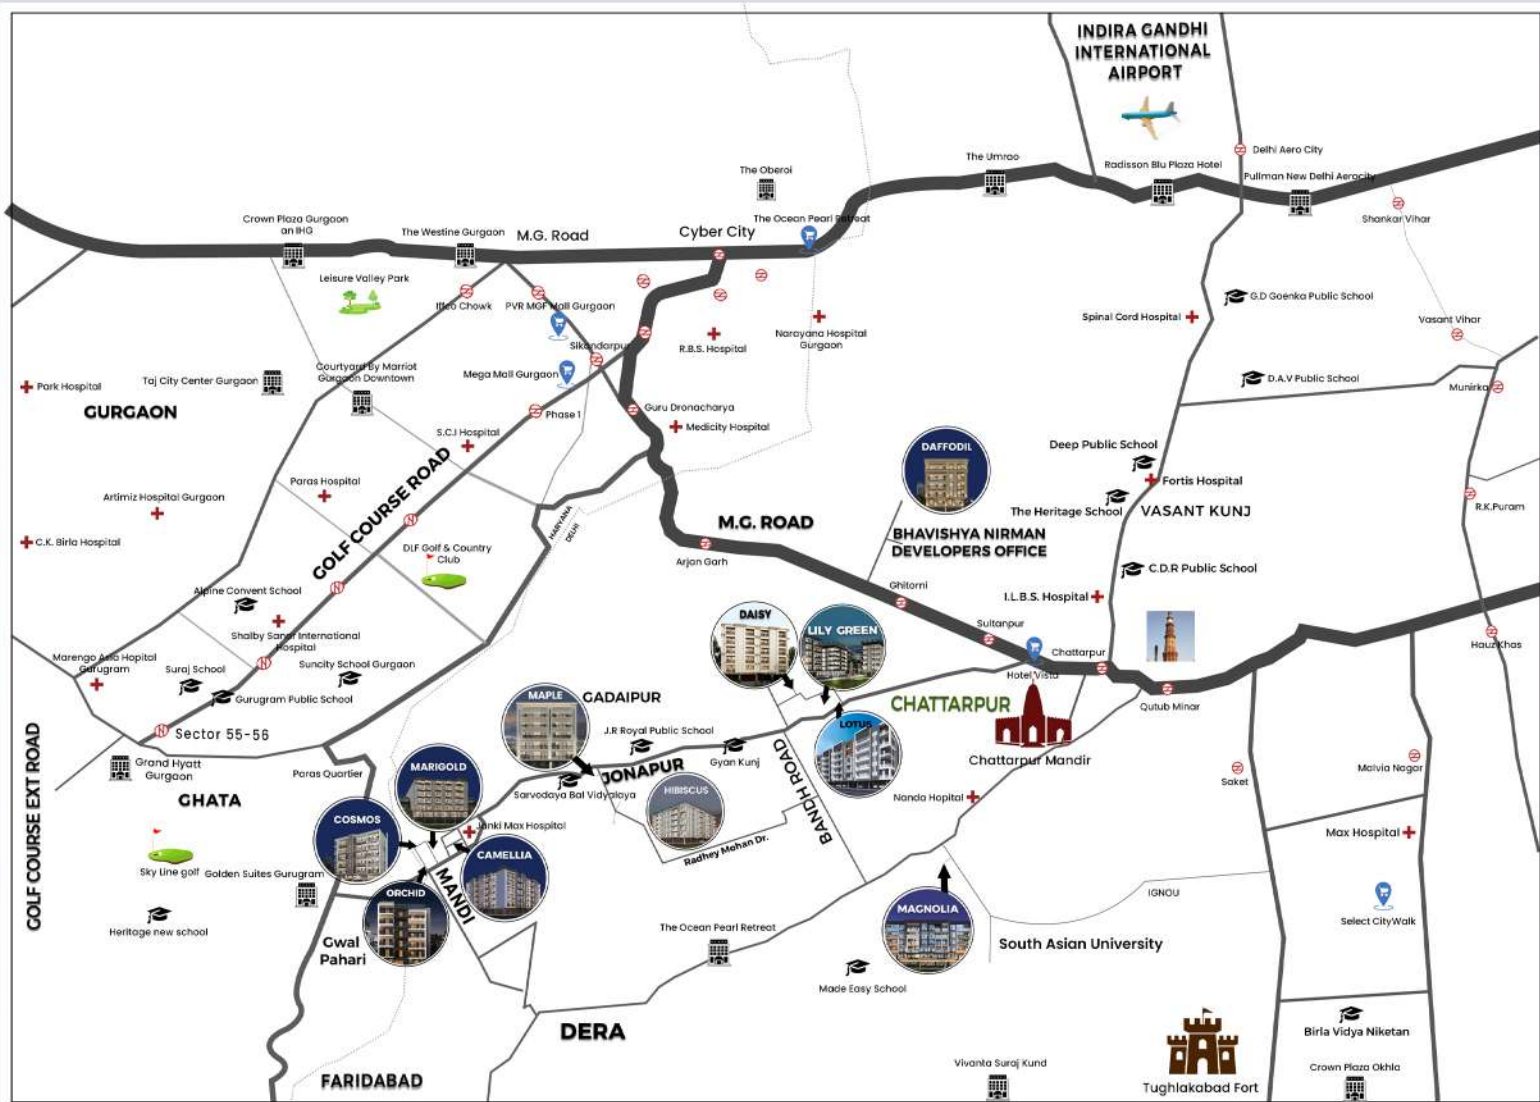 INDIRA GANDHI
INTERNATIONAL
AIRPORT
Delhi Aero City
The Umrao
Radisson Blu Plaza Hotel
The Oberoi
Pullman New Delhi Aerocity
Crown Plaza Gurgaon
an IHG
The Westine Gurgaon
M.G. Road
Cyber City
The Ocean Pearl Retreat
Shankar Vihar
Leisure Valley Park
Iffco Chowk
PVR MGF Mall Gurgaon
G.D Goenka Public School
Spinal Cord Hospital
Vasant Vihar
Narayana Hospital
Gurgaon
Sikandarpur
R.B.S. Hospital
Park Hospital
Taj City Center Gurgaon
Courtyard By Marriot
Gurgaon Downtown
Mega Mall Gurgaon
D.A.V Public School
Munirka
GURGAON
Phase 1
Guru Dronacharya
Medicity Hospital
S.C.I Hospital
DAFFODIL
Deep Public School
Fortis Hospital
GOLF COURSE ROAD
Paras Hospital
Artimiz Hospital Gurgaon
The Heritage School
VASANT KUNJ
R.K.Puram
HARYANA
DELHI
M.G. ROAD
BHAVISHYA NIRMAN
DEVELOPERS OFFICE
C.K. Birla Hospital
DLF Golf & Country
Club
Arjan Garh
C.D.R Public School
Alpine Convent School
Ghitorni
I.L.B.S. Hospital
DAISY
LILY GREEN
Sultanpur
Shalby Sanar International
Hospital
Chattarpur
Hauz Khas
Marengo Asia Hopital
Gurugram
Suraj School
Suncity School Gurgaon
Hotel Vista
Gurugram Public School
MAPLE
GADAIPUR
CHATTARPUR
Qutub Minar
GOLF COURSE EXT ROAD
Sector 55-56
J.R Royal Public School
LOTUS
Grand Hyatt
Gurgaon
Paras Quartier
MARIGOLD
JONAPUR
Gyan Kunj
BANDH ROAD
Chattarpur Mandir
Saket
Malvia Nagar
GHATA
Sarvodaya Bal Vidyalaya
HIBISCUS
Nanda Hopital
COSMOS
Janki Max Hospital
Max Hospital
Radhey Mohan Dr.
CAMELLIA
Sky Line golf
Golden Suites Gurugram
MANDI
ORCHID
IGNOU
MAGNOLIA
Select CityWalk
Heritage new school
Gwal
Pahari
The Ocean Pearl Retreat
South Asian University
Made Easy School
DERA
Birla Vidya Niketan
Vivanta Suraj Kund
Crown Plaza Okhla
FARIDABAD
Tughlakabad Fort